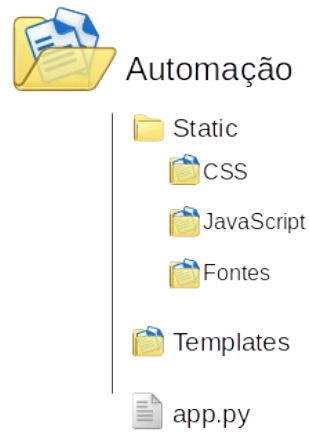 Automação
Static
CSS
JavaScript
Fontes
Templates
app.py